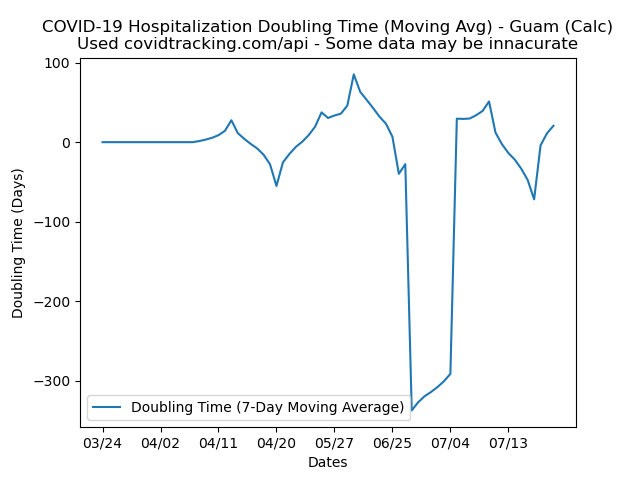 COVID-19 Hospitalization Doubling Time (Moving Avg) - Guam (Calc)
Used covidtracking.com/api - Some data may be innacurate
100
0
−100
−200
−300
Doubling Time (Days)
Doubling Time (7-Day Moving Average)
03/24 04/02 04/11 04/20 05/27 06/25 07/04 07/13
Dates